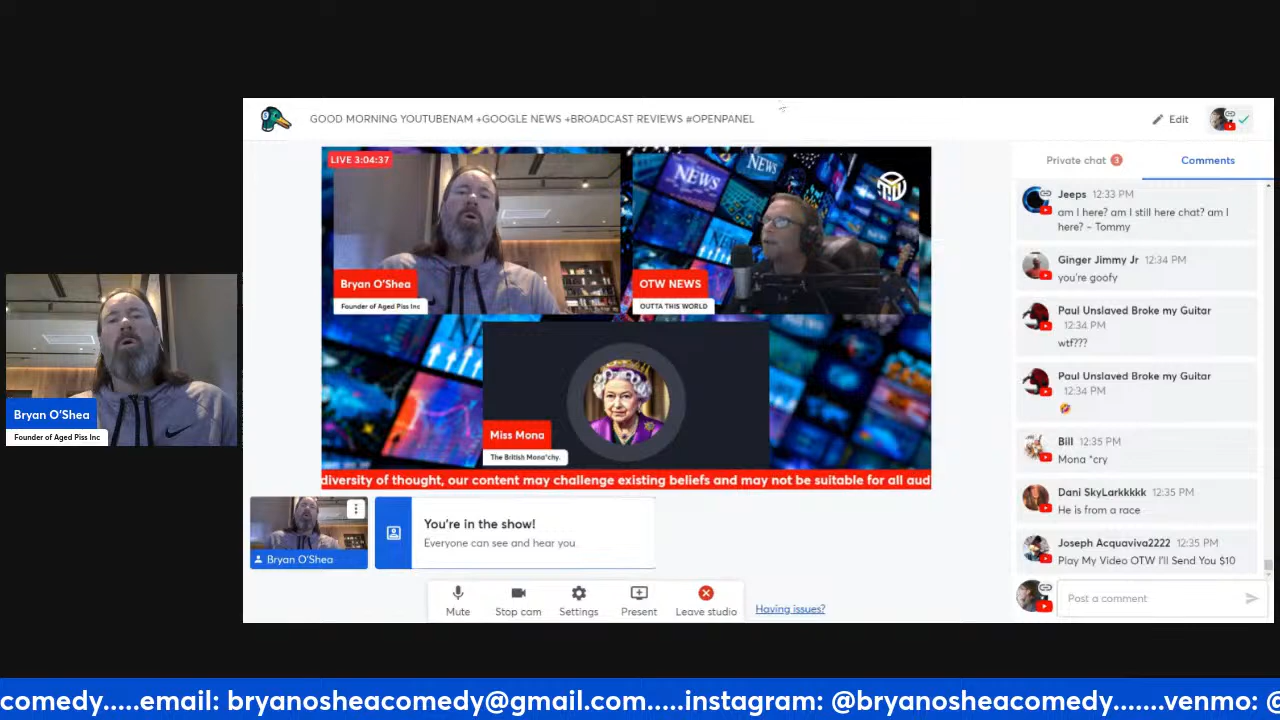 GOOD MORNING YOUTUBENAM +GOOGLE NEWS +BROADCAST REVIEWS #OPENPANEL
Edit
Private chat 3
Comments
LIVE 3:04:37
NEWS
NEWS
NEWS
Bryan O'Shea
Founder of Aged Piss Inc
OTW NEWS
OUTTA THIS WORLD
Miss Mona
The British Mona*chy.
diversity of thought, our content may challenge existing beliefs and may not be suitable for all aud
Bryan O'Shea
Founder of Aged Piss Inc
Bryan O'Shea
You're in the show!
Everyone can see and hear you
Mute
Stop cam
Settings
Present
Leave studio
Having issues?
Jeeps 12:33 PM
am I here? am I still here chat? am I
here? - Tommy
Ginger Jimmy Jr 12:34 PM
you're goofy
Paul Unslaved Broke my Guitar
12:34 PM
wtf???
Paul Unslaved Broke my Guitar
12:34 PM
Bill 12:35 PM
Mona *cry
Dani SkyLarkkkkk 12:35 PM
He is from a race
Joseph Acquaviva2222 12:35 PM
Play My Video OTW I'll Send You $10
Post a comment
comedy.....email: bryanosheacomedy@gmail.com.....instagram: @bryanosheacomedy.......venmo: @